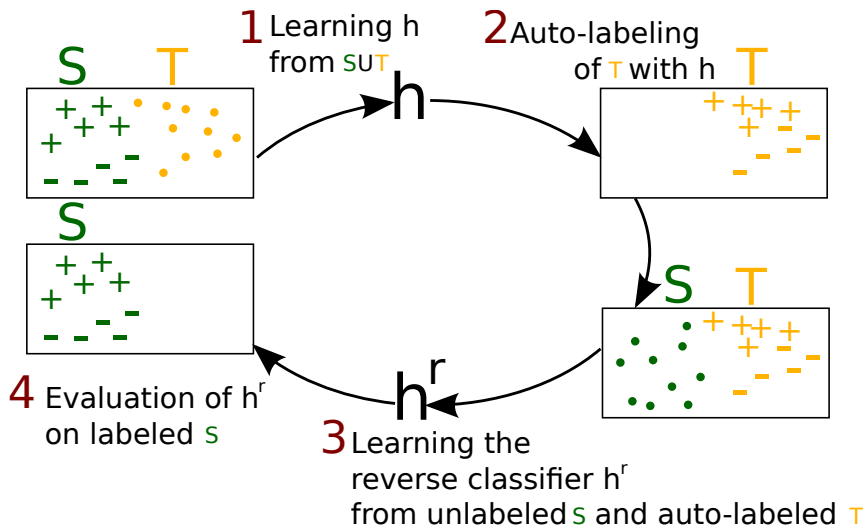 1 Learning h
from SUT
2 Auto-labeling
of T with h
S T
h
T
S
S T
h^r
4 Evaluation of h^r
on labeled S
3 Learning the
reverse classifier h^r
from unlabeled S and auto-labeled T